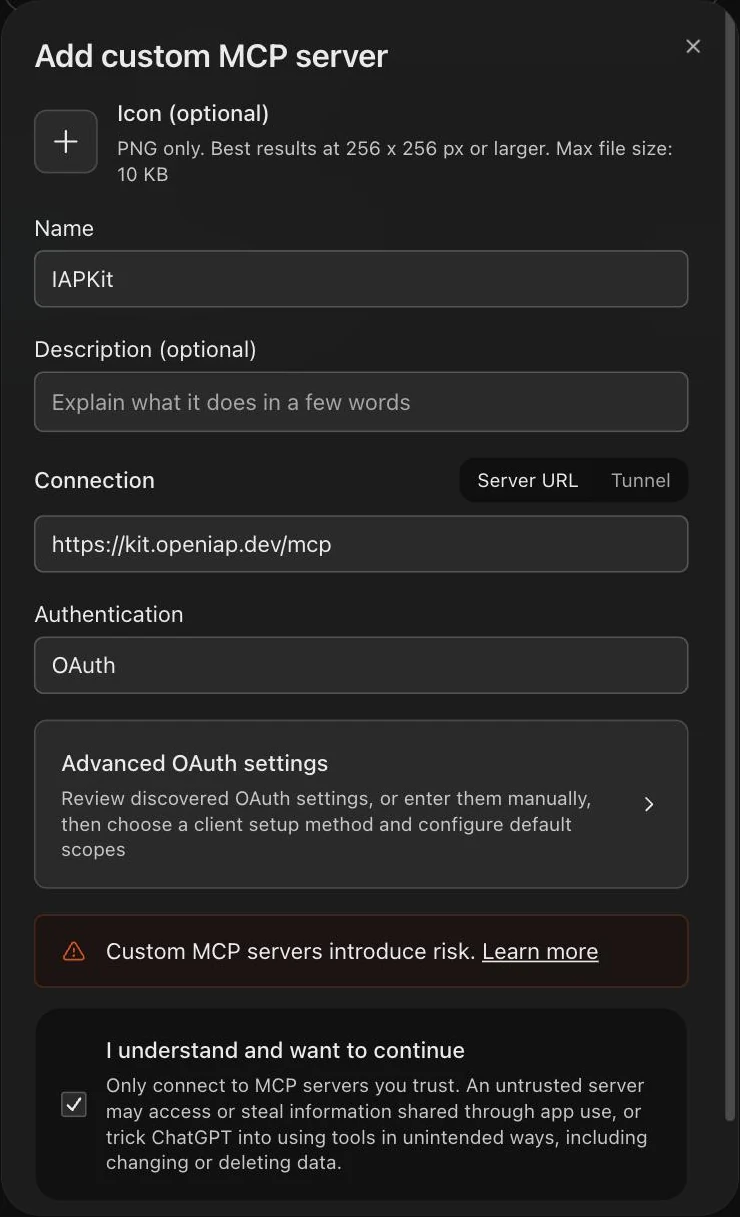 Add custom MCP server
Icon (optional)
PNG only. Best results at 256 x 256 px or larger. Max file size:
10 KB
Name
IAPKit
Description (optional)
Explain what it does in a few words
Connection
Server URL
Tunnel
https://kit.openiap.dev/mcp
Authentication
OAuth
Advanced OAuth settings
Review discovered OAuth settings, or enter them manually,
then choose a client setup method and configure default
scopes
Custom MCP servers introduce risk. Learn more
I understand and want to continue
Only connect to MCP servers you trust. An untrusted server
may access or steal information shared through app use, or
trick ChatGPT into using tools in unintended ways, including
changing or deleting data.